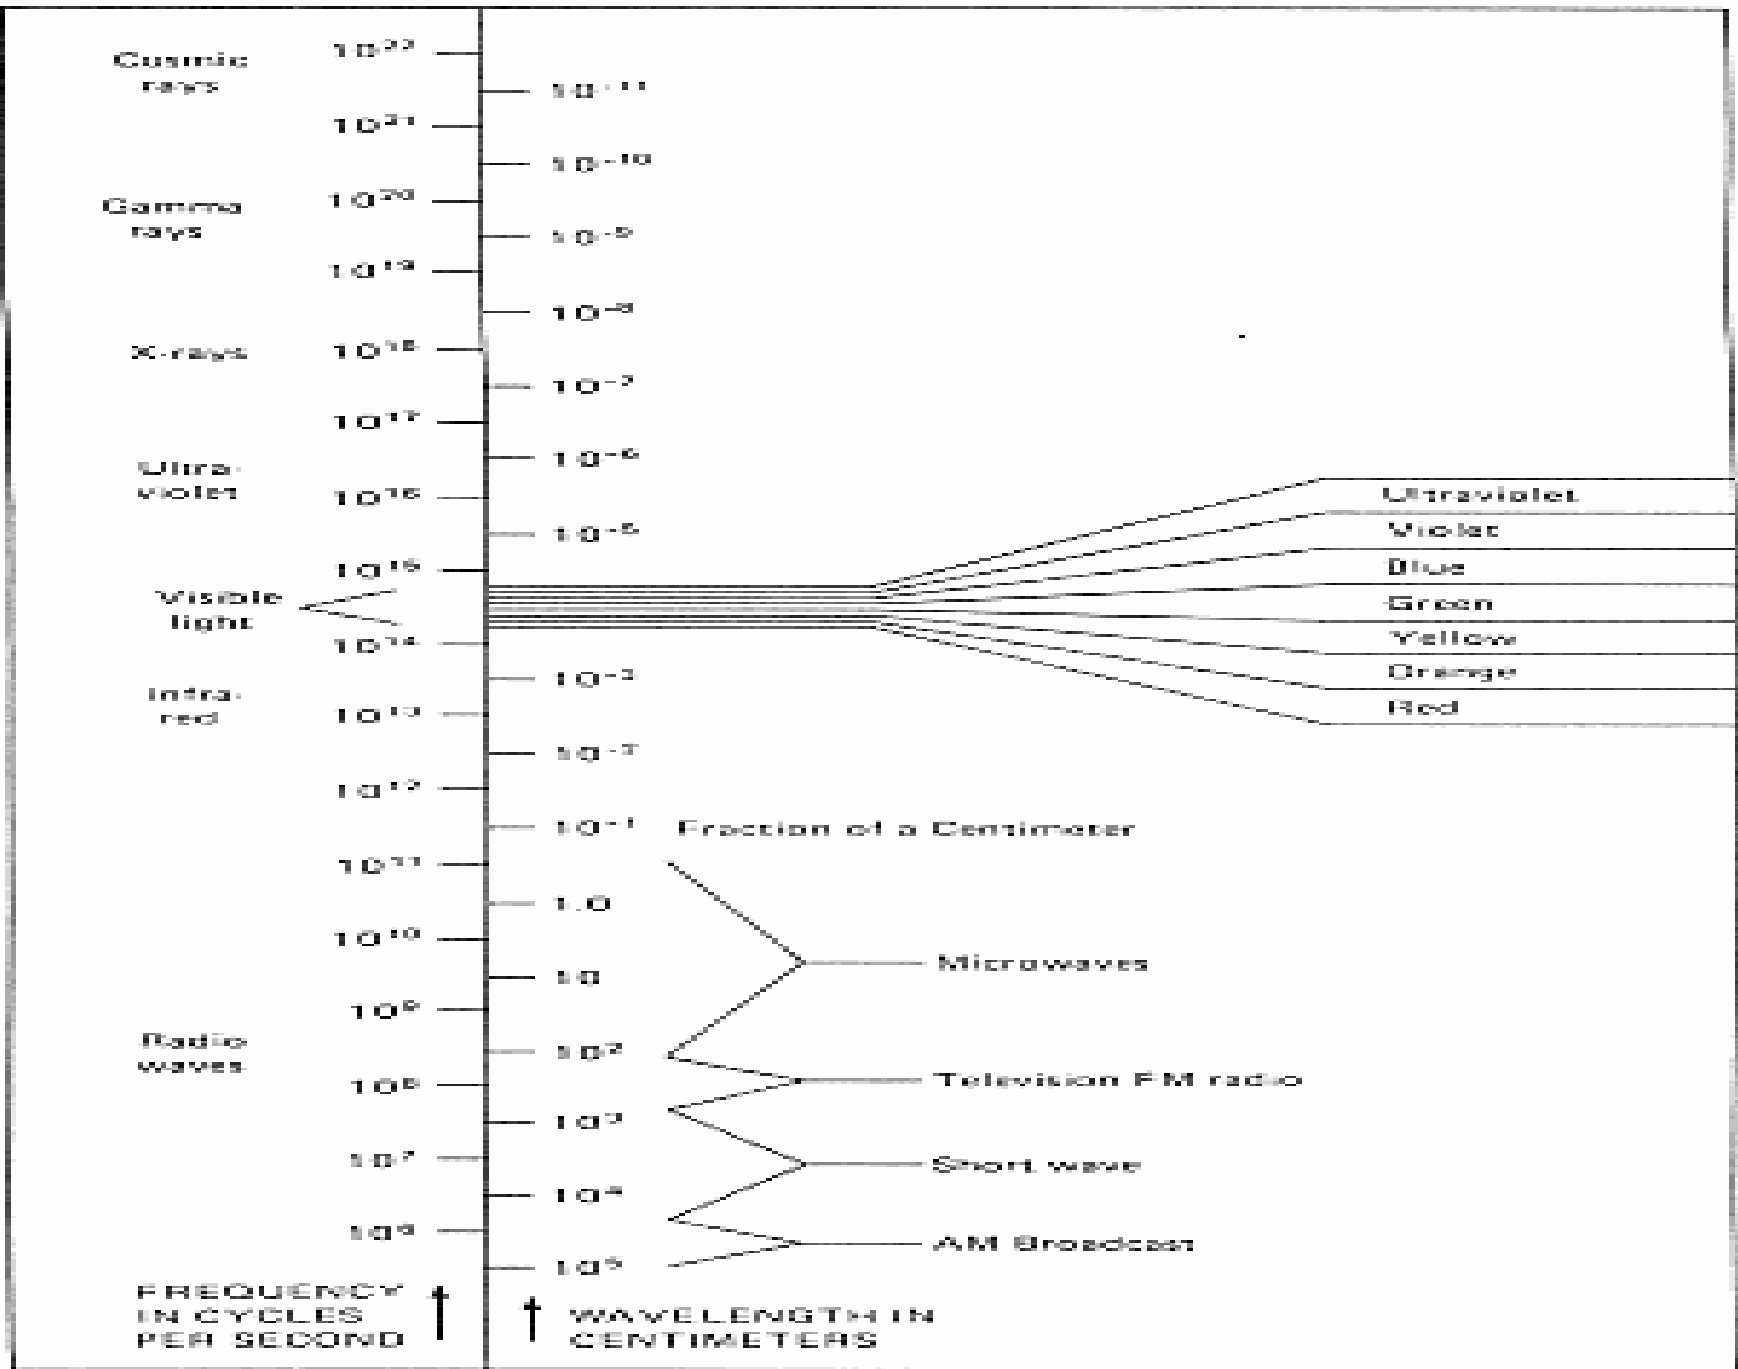 Cosmic
rays
10²²
10⁻¹¹
10²¹
10⁻¹⁰
Gamma
rays
10²⁰
10⁻⁹
10¹⁹
10⁻⁸
X-rays
10¹⁸
10⁻⁷
10¹⁷
10⁻⁶
Ultra-
violet
10¹⁶
Ultraviolet
Violet
10⁻⁵
Blue
10¹⁵
Visible
light
Green
Yellow
10¹⁴
Orange
10⁻³
Infra-
red
Red
10¹³
10¹²
10⁻¹ Fraction of a Centimeter
10¹¹
1.0
10¹⁰
Microwaves
10
10⁹
Radio
waves
10²
10⁸
Television FM radio
10³
10⁷
Short wave
10⁴
10⁶
AM Broadcast
10⁵
FREQUENCY
IN CYCLES
PER SECOND
WAVELENGTH IN
CENTIMETERS